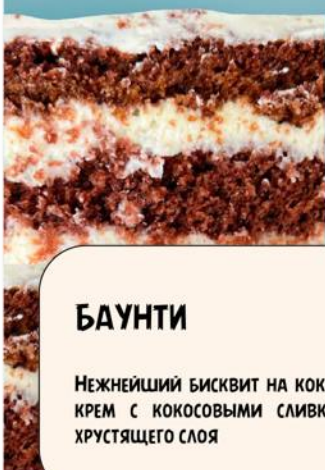 БАУНТИ
НЕЖНЕЙШИЙ БИСКВИТ НА
КРЕМ С КОКОСОВЫМИ
ХРУСТЯЩЕГО СЛОЯ